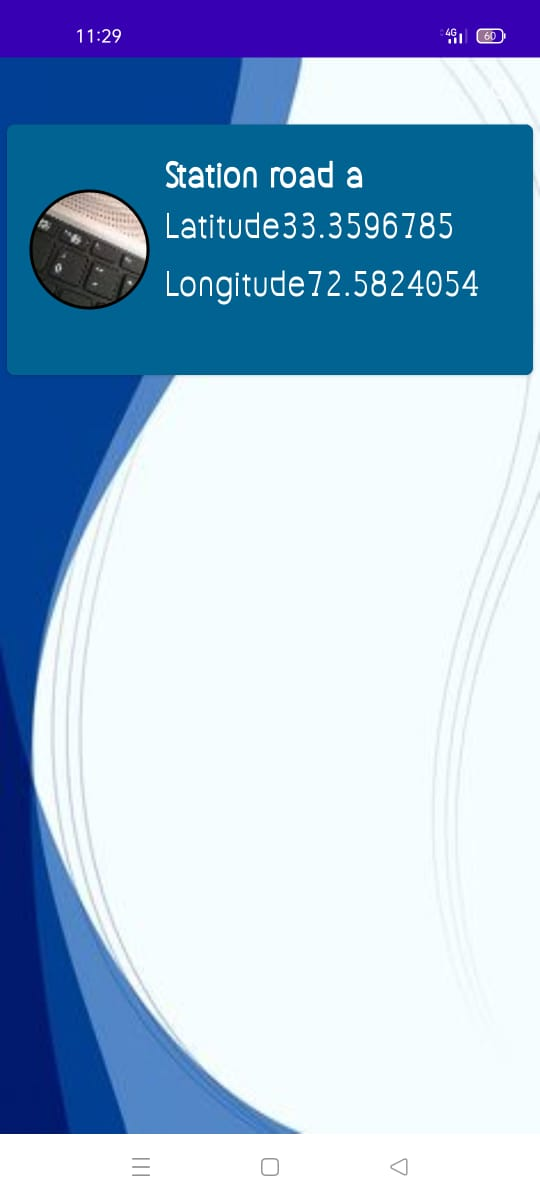 11:29
4G
60
Station road a
Latitude33.3596785
Longitude72.5824054